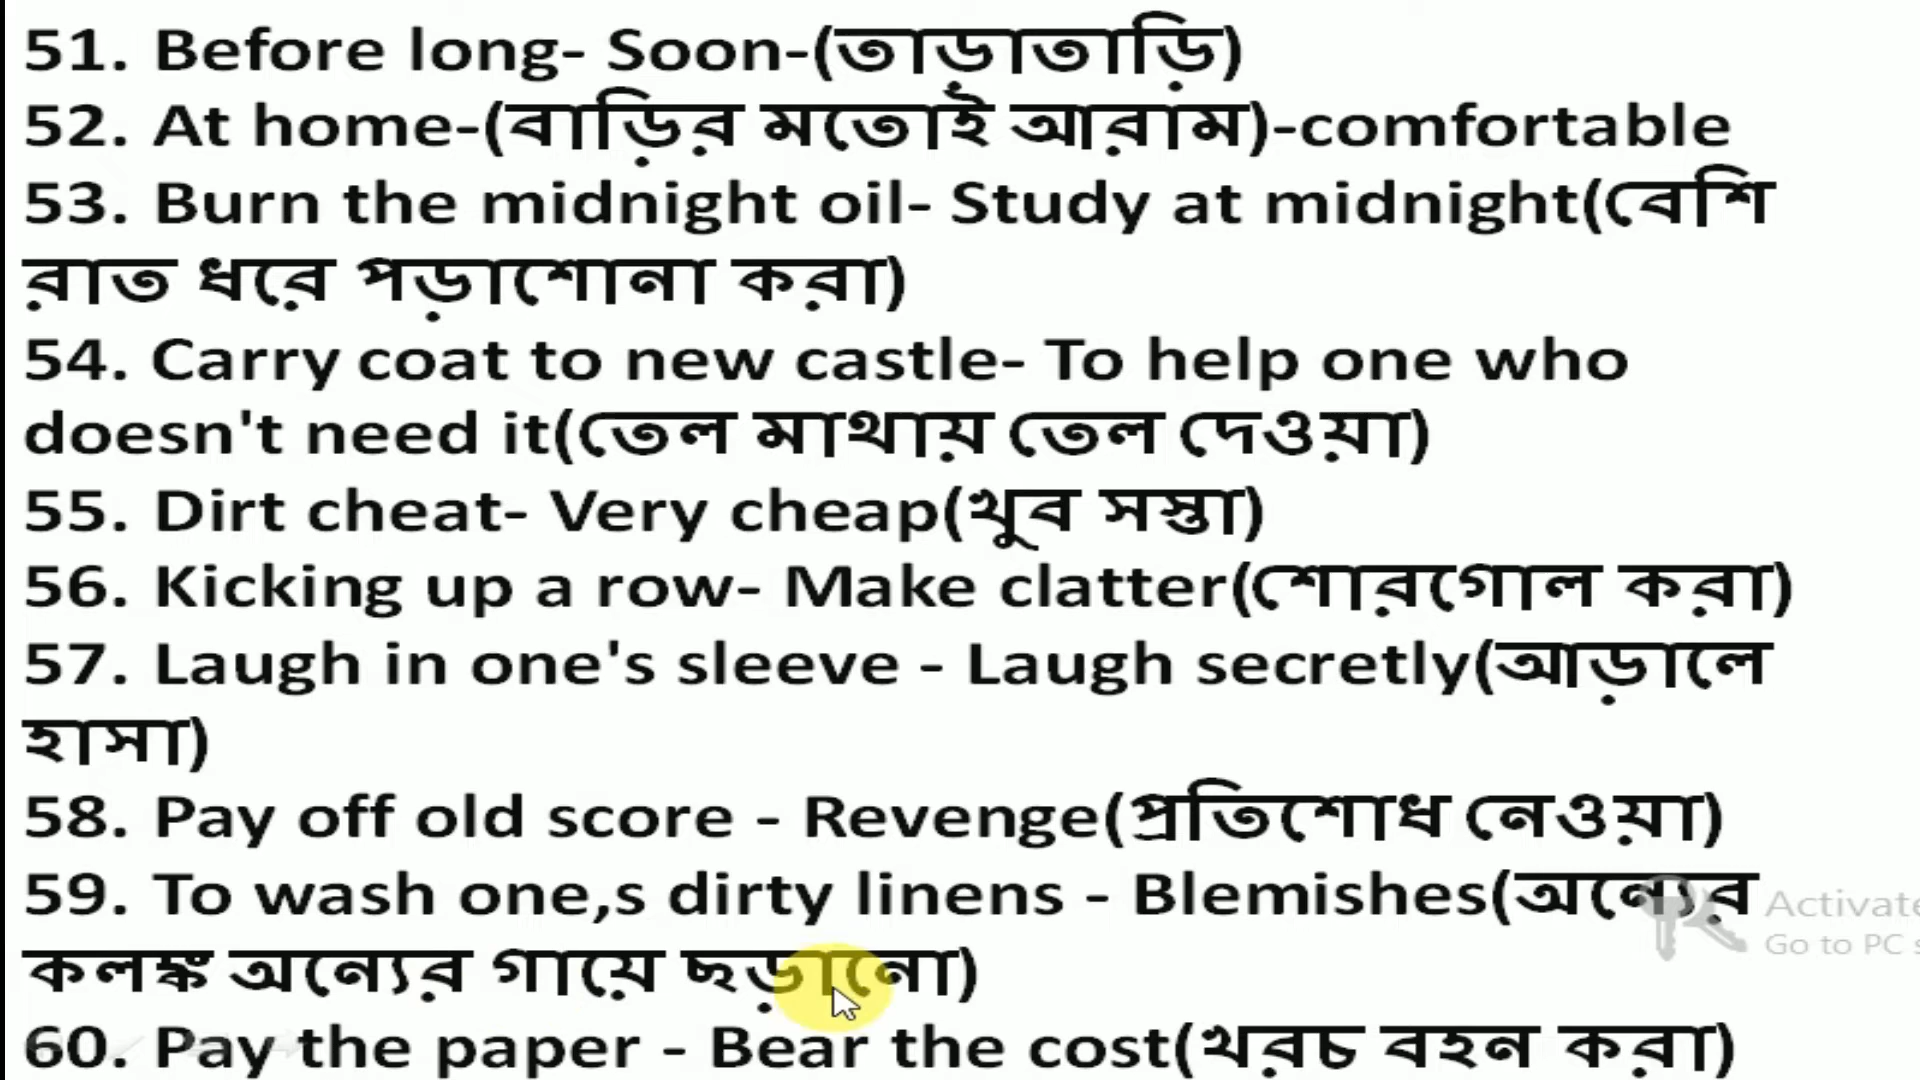 51. Before long- Soon-(তাড়াতাড়ি)
52. At home-(বাড়ির মতোই আরাম)-comfortable
53. Burn the midnight oil- Study at midnight(বেশি
রাত ধরে পড়াশোনা করা)
54. Carry coat to new castle- To help one who
doesn't need it(তেল মাথায় তেল দেওয়া)
55. Dirt cheat- Very cheap(খুব সস্তা)
56. Kicking up a row- Make clatter(শোরগোল করা)
57. Laugh in one's sleeve - Laugh secretly(আড়ালে
হাসা)
58. Pay off old score - Revenge(প্রতিশোধ নেওয়া)
59. To wash one,s dirty linens - Blemishes(অন্যের
কলঙ্ক অন্যের গায়ে ছড়ানো)
60. Pay the paper - Bear the cost(খরচ বহন করা)
Activate
Go to PC s